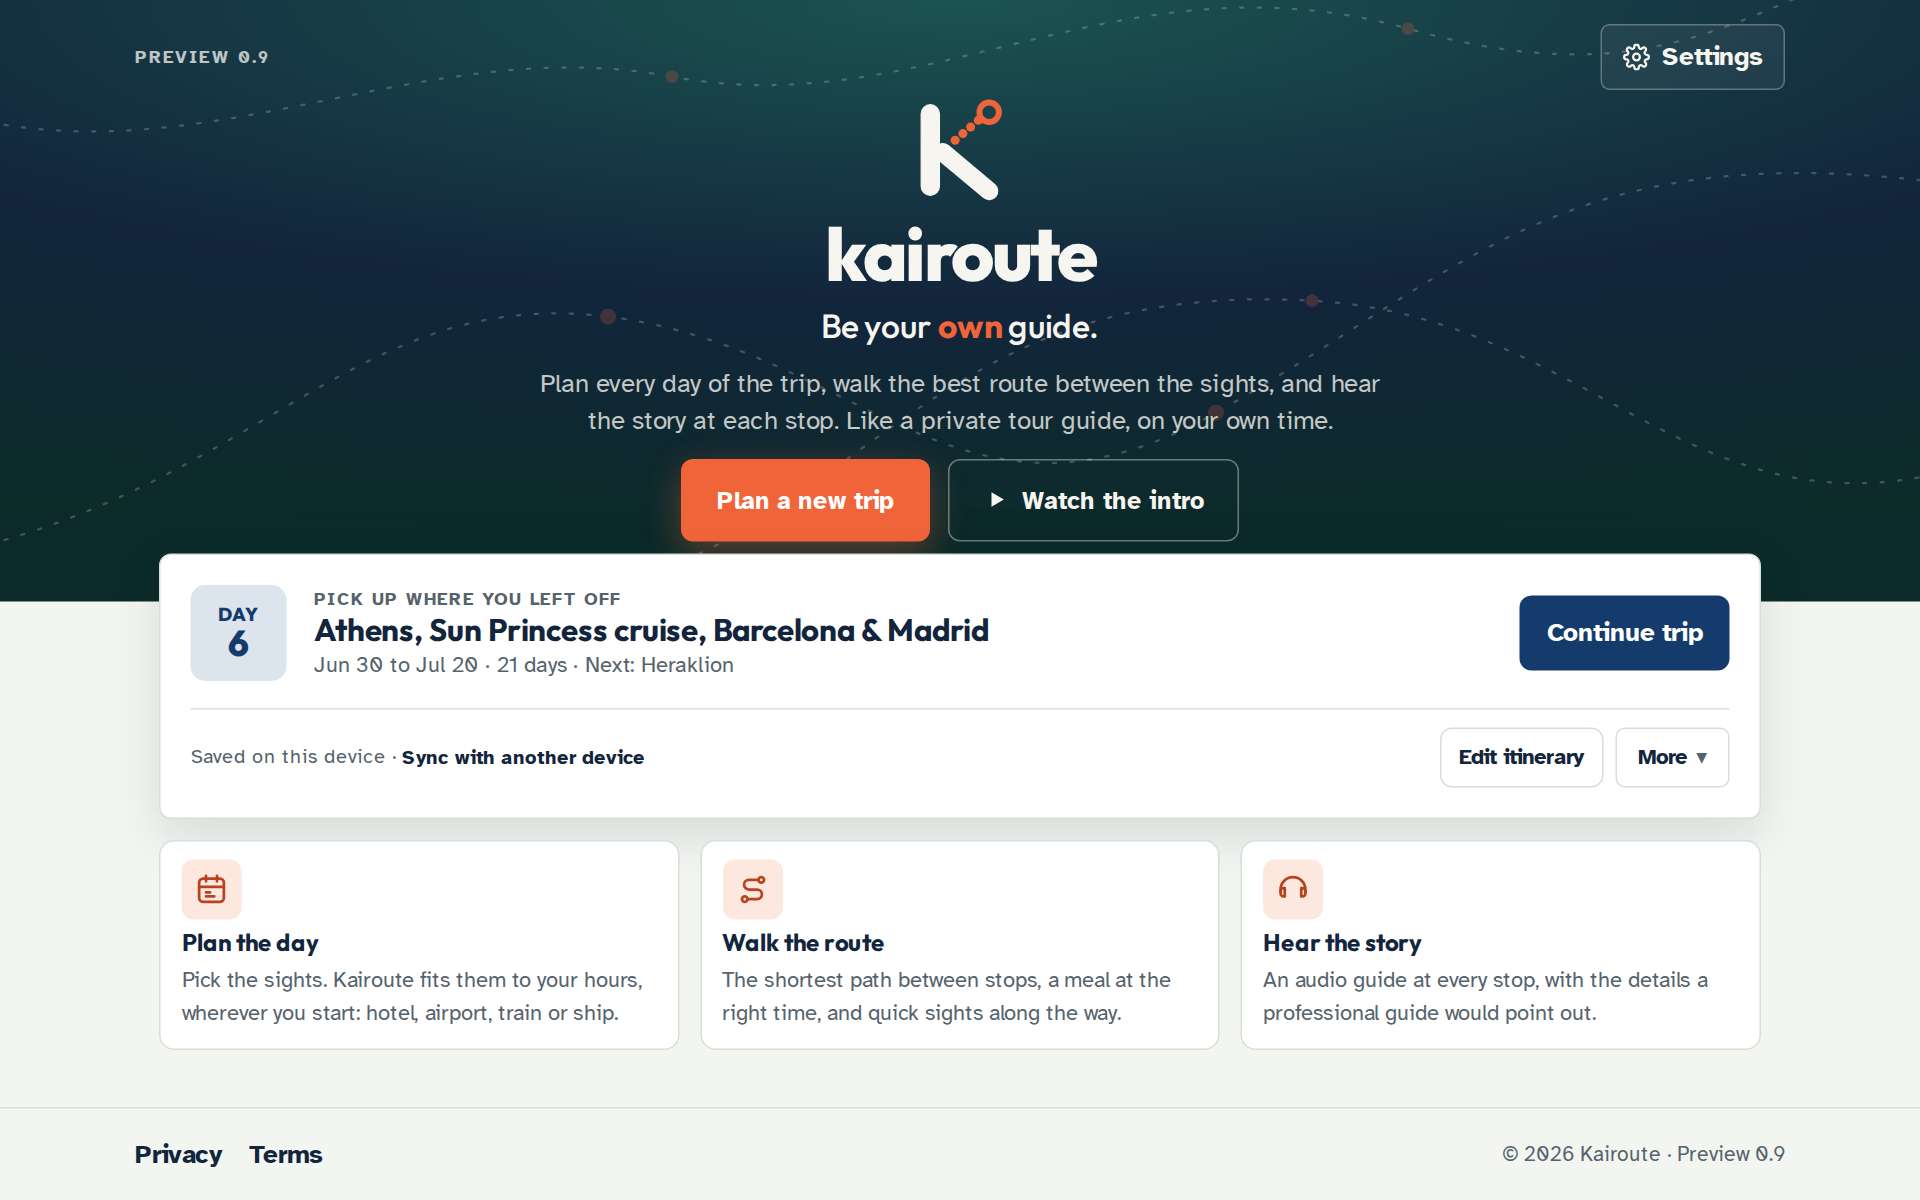 PREVIEW 0.9
Settings
kairoute
Be your own guide.
Plan every day of the trip, walk the best route between the sights, and hear
the story at each stop. Like a private tour guide, on your own time.
Plan a new trip
Watch the intro
DAY
6
PICK UP WHERE YOU LEFT OFF
Athens, Sun Princess cruise, Barcelona & Madrid
Jun 30 to Jul 20 · 21 days · Next: Heraklion
Continue trip
Saved on this device · Sync with another device
Edit itinerary
More ▼
Plan the day
Pick the sights. Kairoute fits them to your hours,
wherever you start: hotel, airport, train or ship.
Walk the route
The shortest path between stops, a meal at the
right time, and quick sights along the way.
Hear the story
An audio guide at every stop, with the details a
professional guide would point out.
Privacy
Terms
© 2026 Kairoute · Preview 0.9